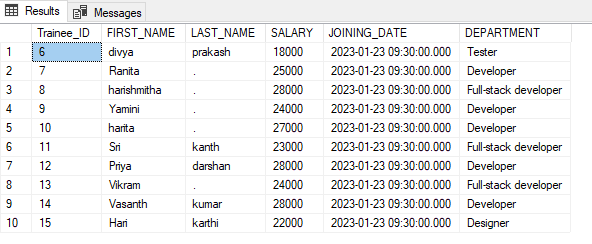 Results Messages
Trainee_ID FIRST_NAME LAST_NAME SALARY JOINING_DATE DEPARTMENT
1 6 divya prakash 18000 2023-01-23 09:30:00.000 Tester
2 7 Ranita . 25000 2023-01-23 09:30:00.000 Developer
3 8 harishmitha . 28000 2023-01-23 09:30:00.000 Full-stack developer
4 9 Yamini . 24000 2023-01-23 09:30:00.000 Developer
5 10 harita . 27000 2023-01-23 09:30:00.000 Developer
6 11 Sri kanth 23000 2023-01-23 09:30:00.000 Full-stack developer
7 12 Priya darshan 28000 2023-01-23 09:30:00.000 Developer
8 13 Vikram . 24000 2023-01-23 09:30:00.000 Full-stack developer
9 14 Vasanth kumar 28000 2023-01-23 09:30:00.000 Developer
10 15 Hari karthi 22000 2023-01-23 09:30:00.000 Designer